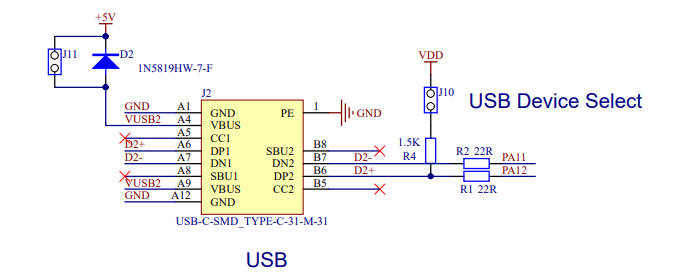 +5V
J11
D2
1N5819HW-7-F
VDD
J10
USB Device Select
J2
GND A1 GND PE 1 GND
VUSB2 A4 VBUS
A5 CC1
D2+ A6 DP1 SBU2 B8
D2- A7 DN1 DN2 B7 D2-
A8 SBU1 DP2 B6 D2+
VUSB2 A9 VBUS CC2 B5
GND A12 GND
1.5K
R4
R2 22R PA11
PA12
R1 22R
USB-C-SMD_TYPE-C-31-M-31
USB